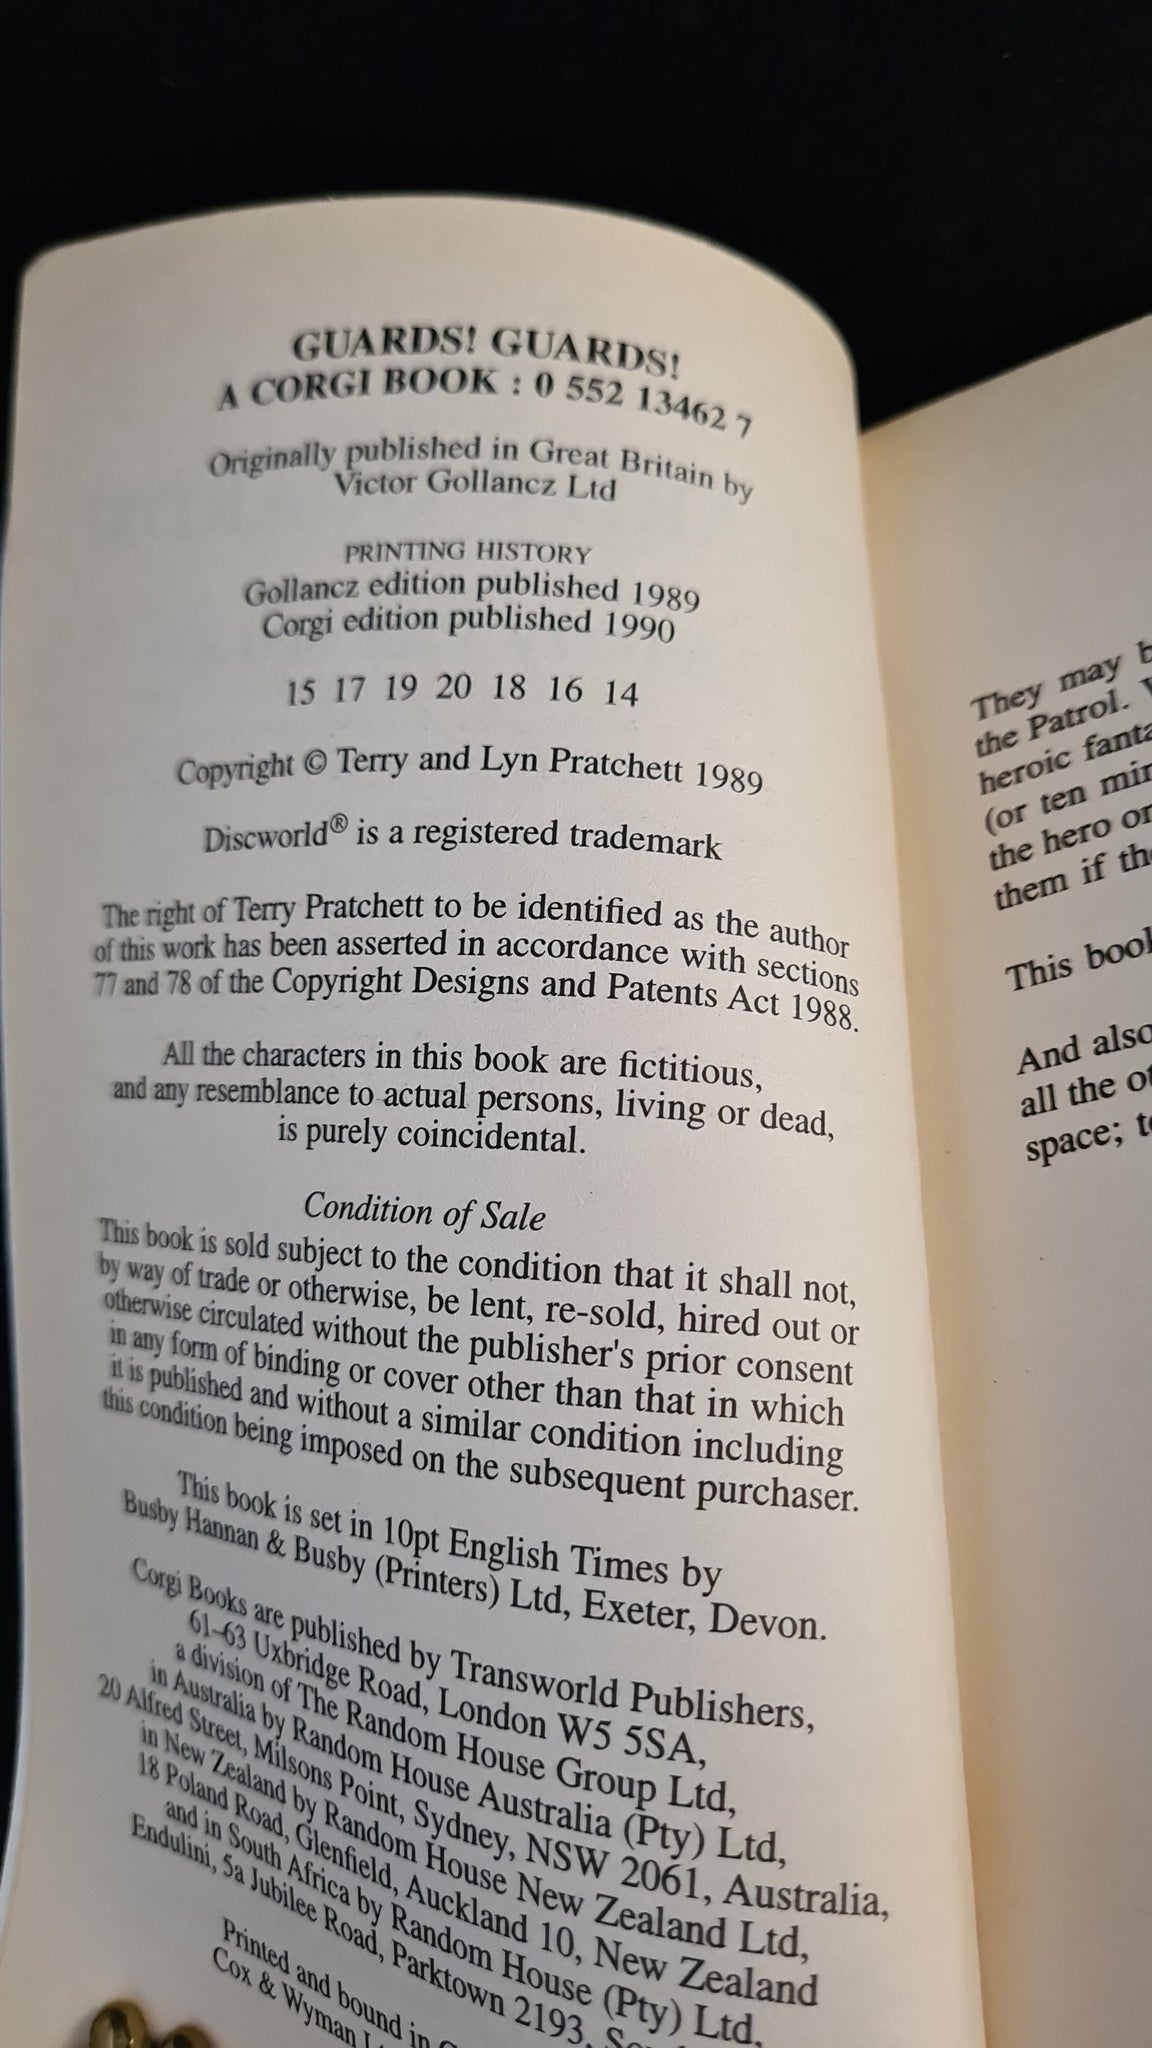 GUARDS! GUARDS!
A CORGI BOOK : 0 552 13462 7
Originally published in Great Britain by
Victor Gollancz Ltd
PRINTING HISTORY
Gollancz edition published 1989
Corgi edition published 1990
15 17 19 20 18 16 14
Copyright © Terry and Lyn Pratchett 1989
Discworld® is a registered trademark
The right of Terry Pratchett to be identified as the author
of this work has been asserted in accordance with sections
77 and 78 of the Copyright Designs and Patents Act 1988.
All the characters in this book are fictitious,
and any resemblance to actual persons, living or dead,
is purely coincidental.
Condition of Sale
This book is sold subject to the condition that it shall not,
by way of trade or otherwise, be lent, re-sold, hired out or
otherwise circulated without the publisher's prior consent
in any form of binding or cover other than that in which
it is published and without a similar condition including
this condition being imposed on the subsequent purchaser.
This book is set in 10pt English Times by
Busby Hannan & Busby (Printers) Ltd, Exeter, Devon.
Corgi Books are published by Transworld Publishers,
61–63 Uxbridge Road, London W5 5SA,
a division of The Random House Group Ltd,
in Australia by Random House Australia (Pty) Ltd,
20 Alfred Street, Milsons Point, Sydney, NSW 2061, Australia,
in New Zealand by Random House New Zealand Ltd,
18 Poland Road, Glenfield, Auckland 10, New Zealand
and in South Africa by Random House (Pty) Ltd,
Endulini, 5a Jubilee Road, Parktown 2193,
Printed and bound in
Cox & Wyman
They may
the Patrol.
heroic
(or ten
the hero
them if
This
And
all the
space;